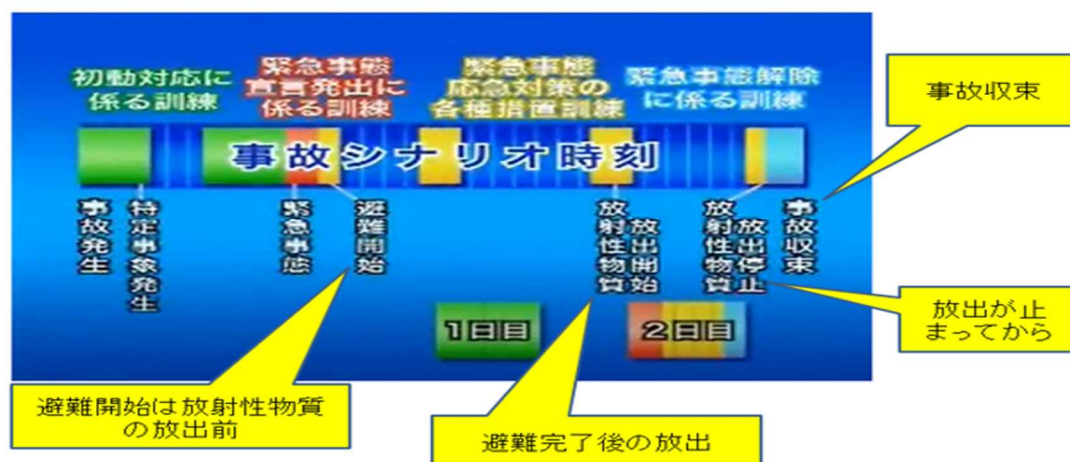 初動対応に
係る訓練
緊急事態
宣言発出に
係る訓練
緊急事態
応急対策の
各種措置訓練
緊急事態解除
に係る訓練
事故収束
事故シナリオ時刻
事故発生
特定事象発生
緊急事態
避難開始
放射性物質
放出開始
放射性物質
放出停止
事故収束
放出が止
まってから
1日目
2日目
避難開始は放射性物質
の放出前
避難完了後の放出